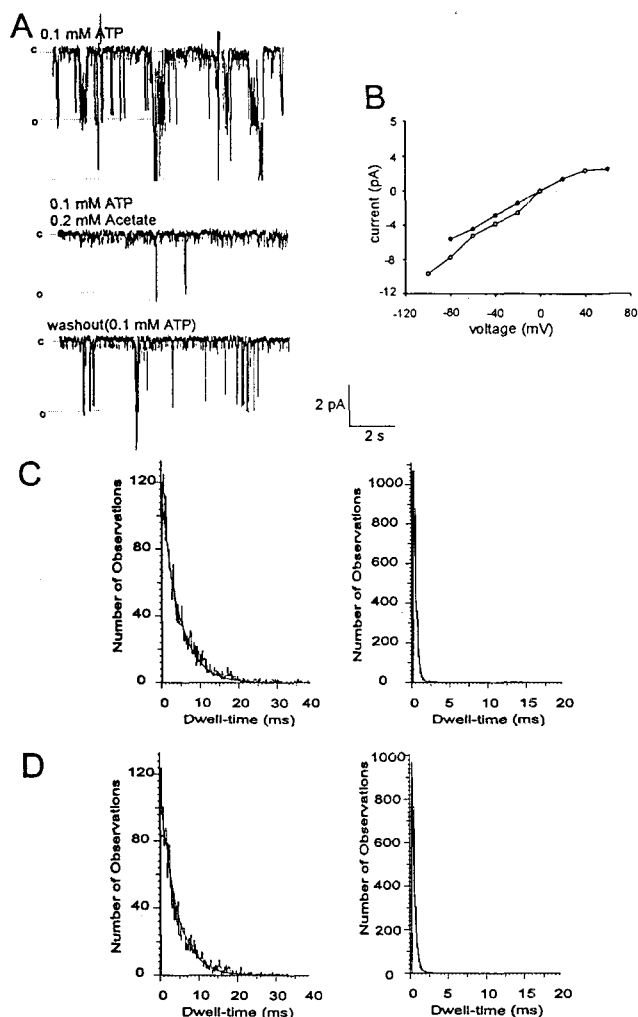 A
0.1 mM ATP
c
o
0.1 mM ATP
0.2 mM Acetate
c
o
washout(0.1 mM ATP)
c
o
2 pA
2 s
B
current (pA)
5
4
0
-4
-8
-12
-120
-80
-40
0
40
80
voltage (mV)
C
Number of Observations
120
80
40
0
0
10
20
30
40
Dwell-time (ms)
Number of Observations
1000
800
600
400
200
0
0
5
10
15
20
Dwell-time (ms)
D
Number of Observations
120
80
40
0
0
10
20
30
40
Dwell-time (ms)
Number of Observations
1000
800
600
400
200
0
0
5
10
15
20
Dwell-time (ms)